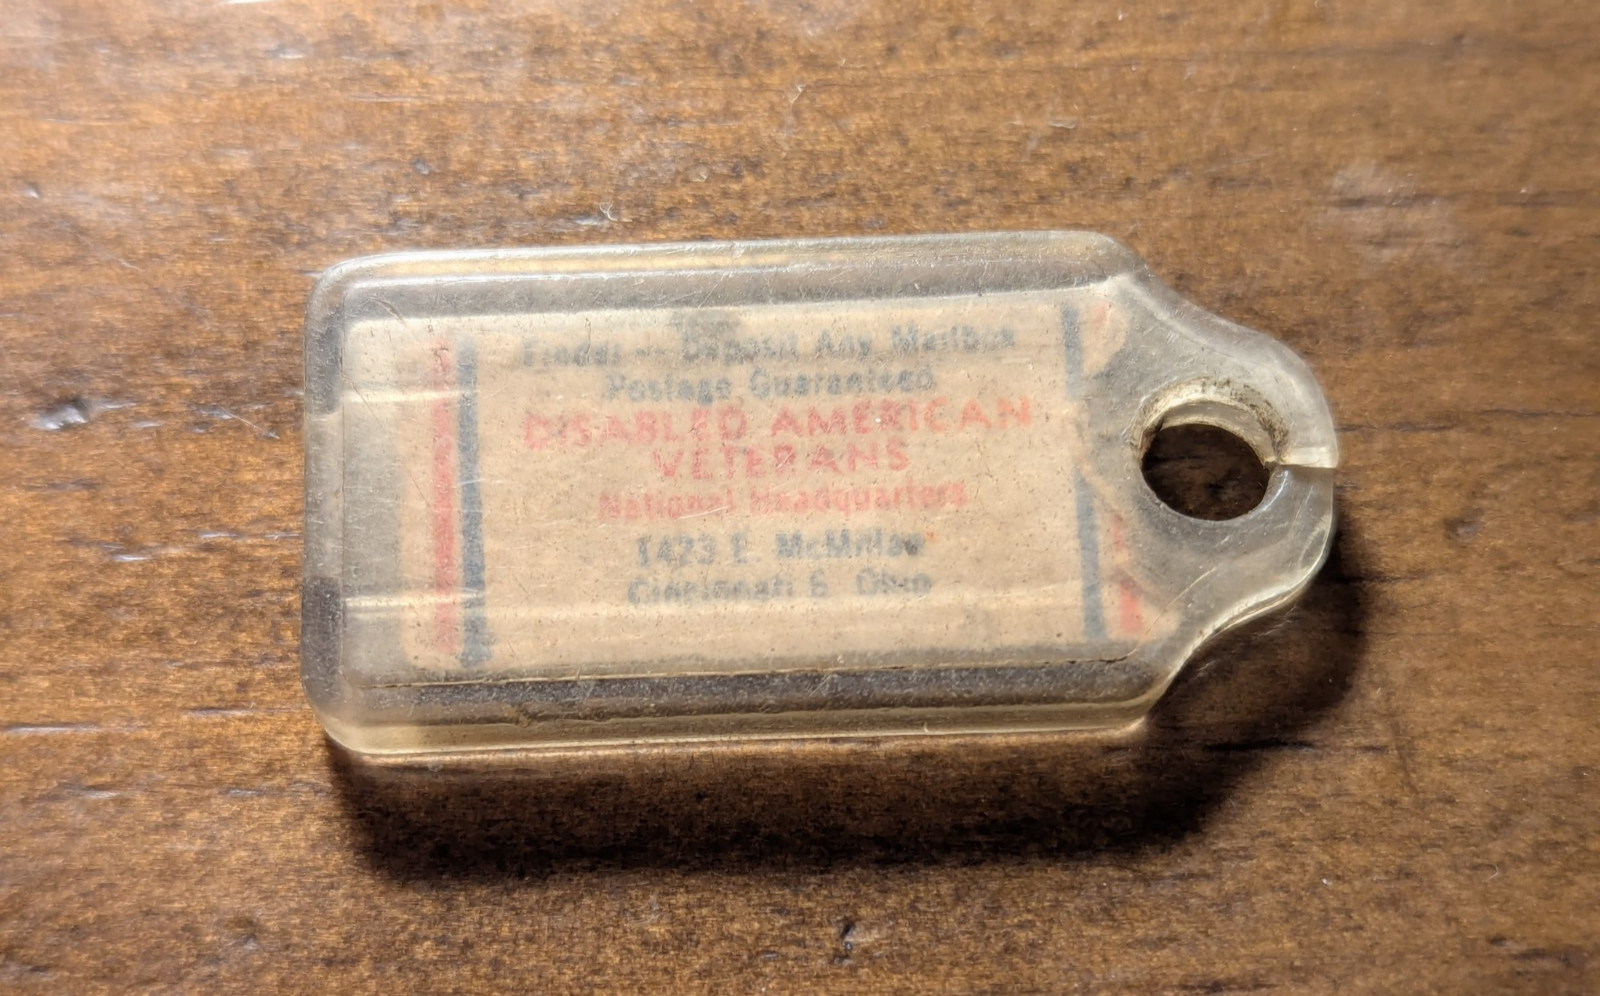 Finder — Deposit Any Mailbox
Postage Guaranteed
DISABLED AMERICAN
VETERANS
National Headquarters
1423 E. McMillan
Cincinnati 6, Ohio